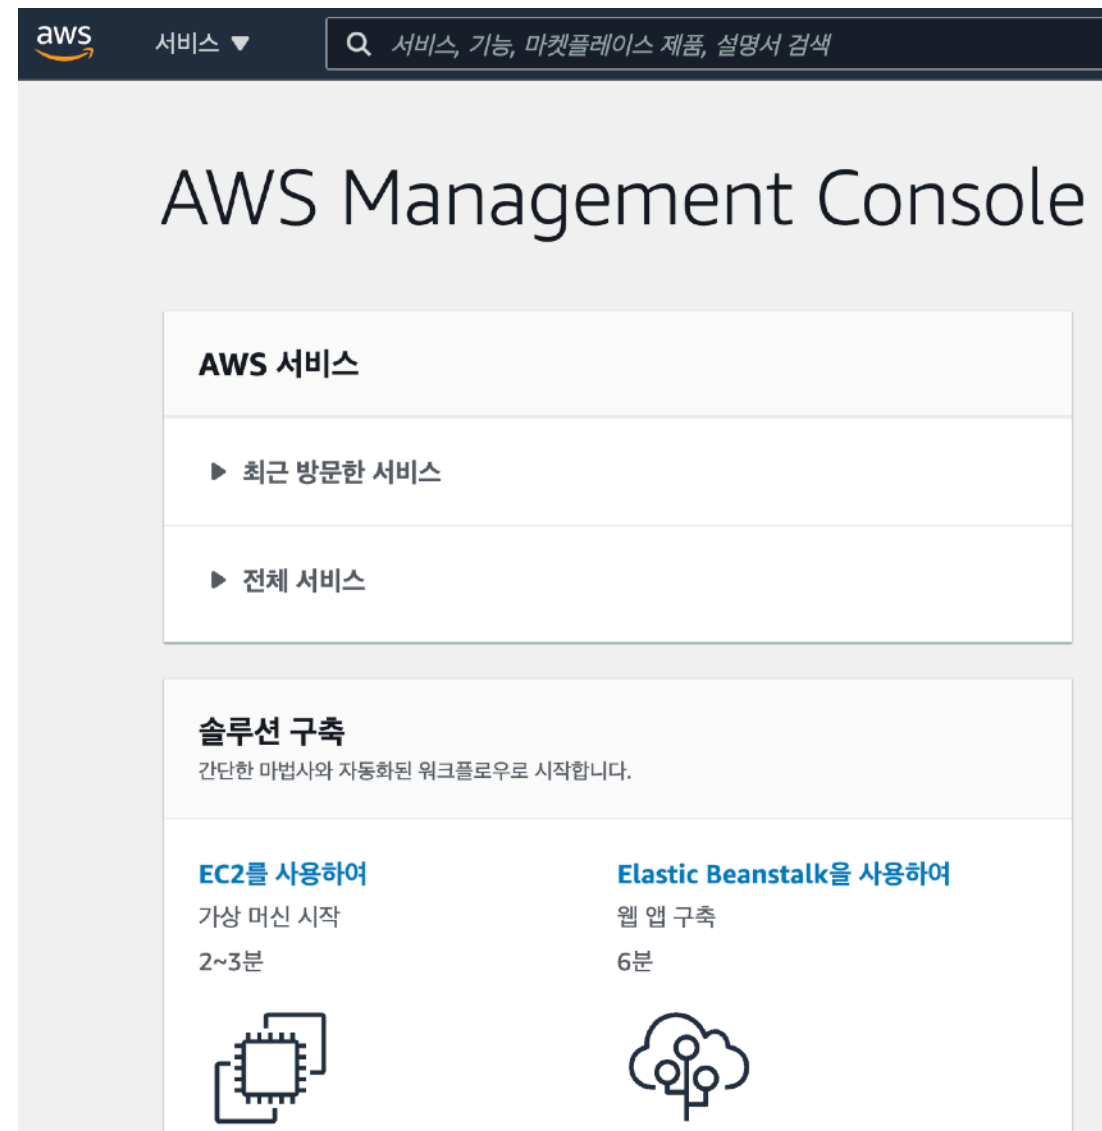 aws
서비스 ▼
서비스, 기능, 마켓플레이스 제품, 설명서 검색
AWS Management Console
AWS 서비스
▶ 최근 방문한 서비스
▶ 전체 서비스
솔루션 구축
간단한 마법사와 자동화된 워크플로우로 시작합니다.
EC2를 사용하여
가상 머신 시작
2~3분
Elastic Beanstalk을 사용하여
웹 앱 구축
6분